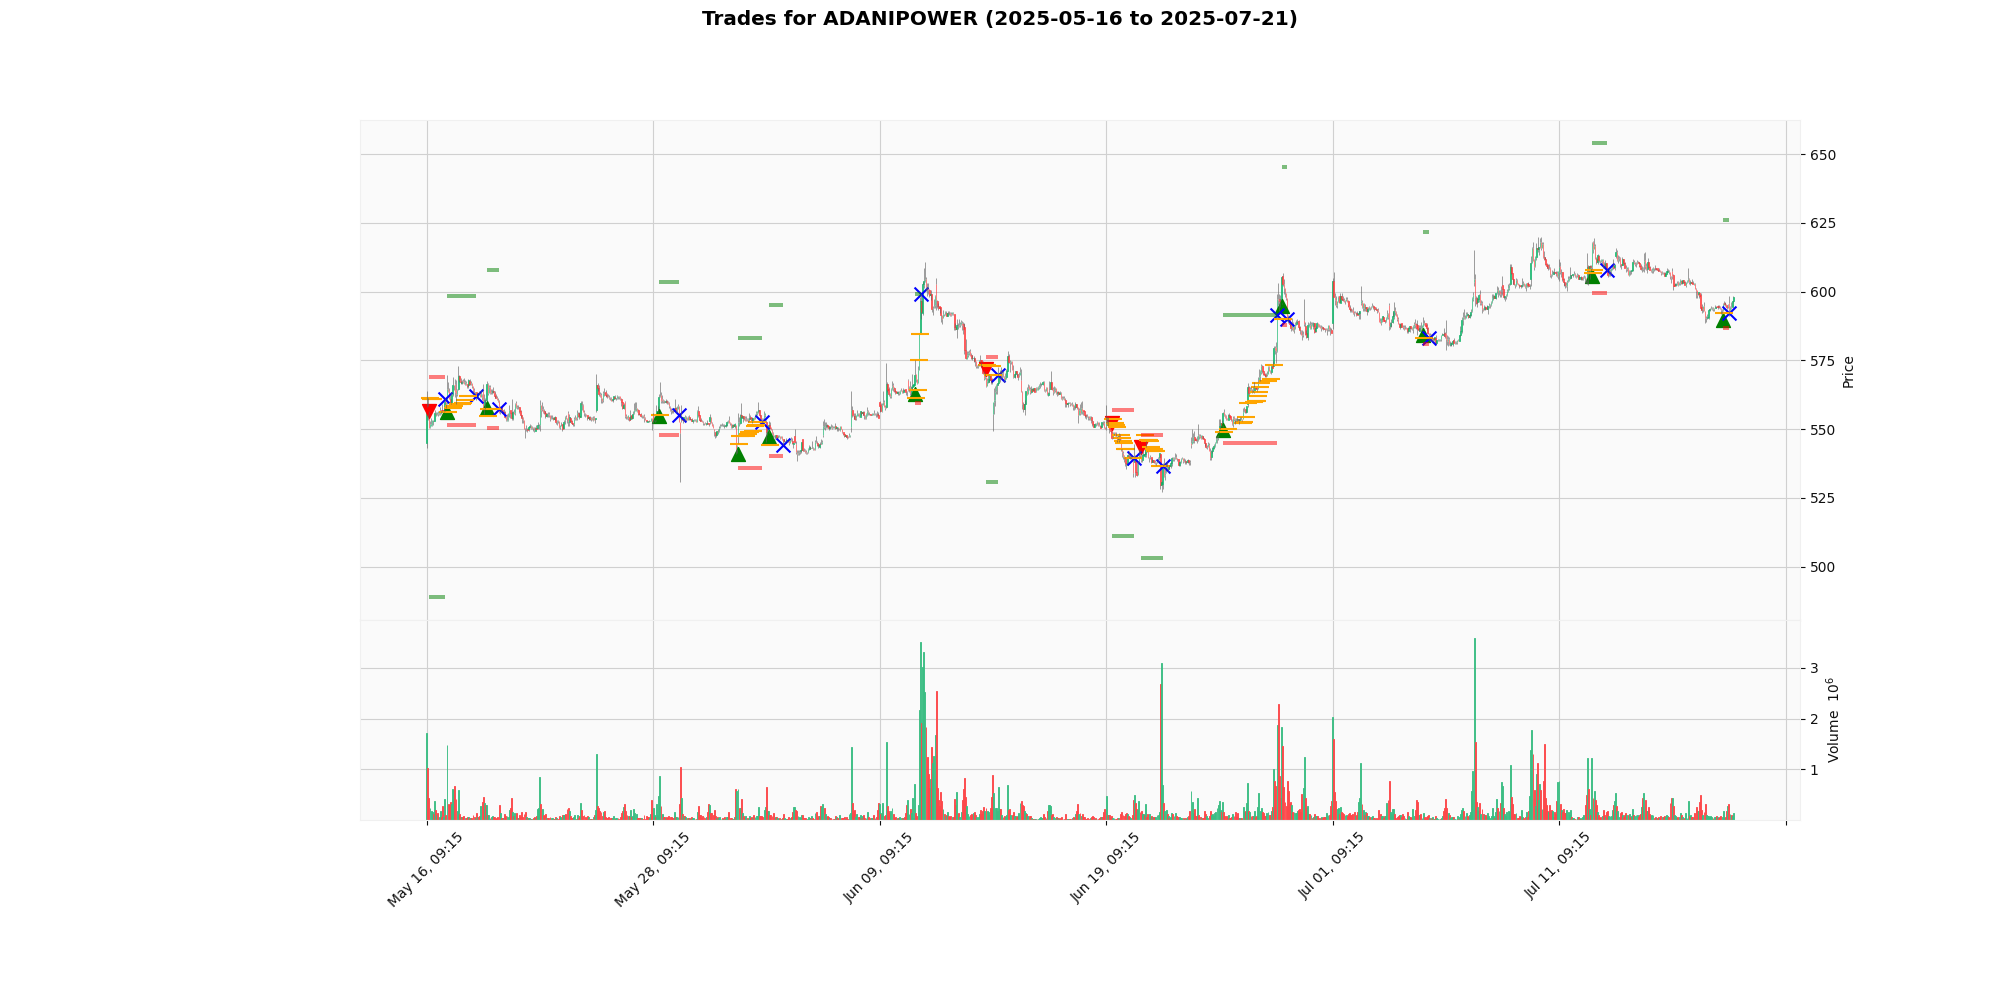 Trades for ADANIPOWER (2025-05-16 to 2025-07-21)
650
625
600
575
550
525
500
Price
3
2
1
Volume 10^6
May 16, 09:15
May 28, 09:15
Jun 09, 09:15
Jun 19, 09:15
Jul 01, 09:15
Jul 11, 09:15